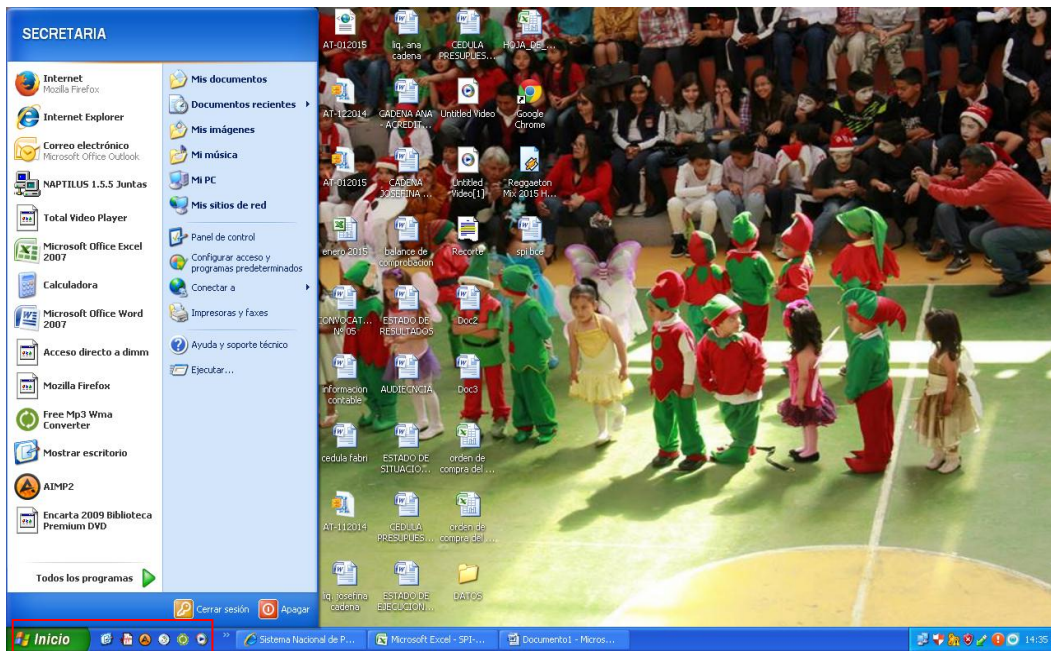 SECRETARIA
Internet
Mozilla Firefox
Internet Explorer
Correo electrónico
Microsoft Office Outlook
NAPTILUS 1.5.5 Juntas
Total Video Player
Microsoft Office Excel
2007
Calculadora
Microsoft Office Word
2007
Acceso directo a dimm
Mozilla Firefox
Free Mp3 Wma
Converter
Mostrar escritorio
AIMP2
Encarta 2009 Biblioteca
Premium DVD
Todos los programas
Mis documentos
Documentos recientes
Mis imágenes
Mi música
Mi PC
Mis sitios de red
Panel de control
Configurar acceso y
programas predeterminados
Conectar a
Impresoras y faxes
Ayuda y soporte técnico
Ejecutar...
Cerrar sesión
Apagar
AT-012015
liq. ana
cadena
CEDULA
PRESUPUES...
HOJA_DE_...
AT-122014
CADENA ANA
- ACREDIT...
Untitled Video
Google
Chrome
AT-012015
CADENA
JOSEFINA ...
Untitled
Video[1]
Reggaeton
Mix 2015 H...
enero 2015
balance de
comprobacion
Recorte
spi bce
CONVOCAT...
Nº 05
ESTADO DE
RESULTADOS
Doc2
informacion
contable
AUDIECNCIA
Doc3
cedula fabri
ESTADO DE
SITUACIO...
orden de
compra del ...
AT-112014
CEDULA
PRESUPUES...
orden de
compra del ...
liq. josefina
cadena
ESTADO DE
EJECUCION...
DATOS
Inicio
Sistema Nacional de P...
Microsoft Excel - SPI-...
Documento1 - Micros...
14:35